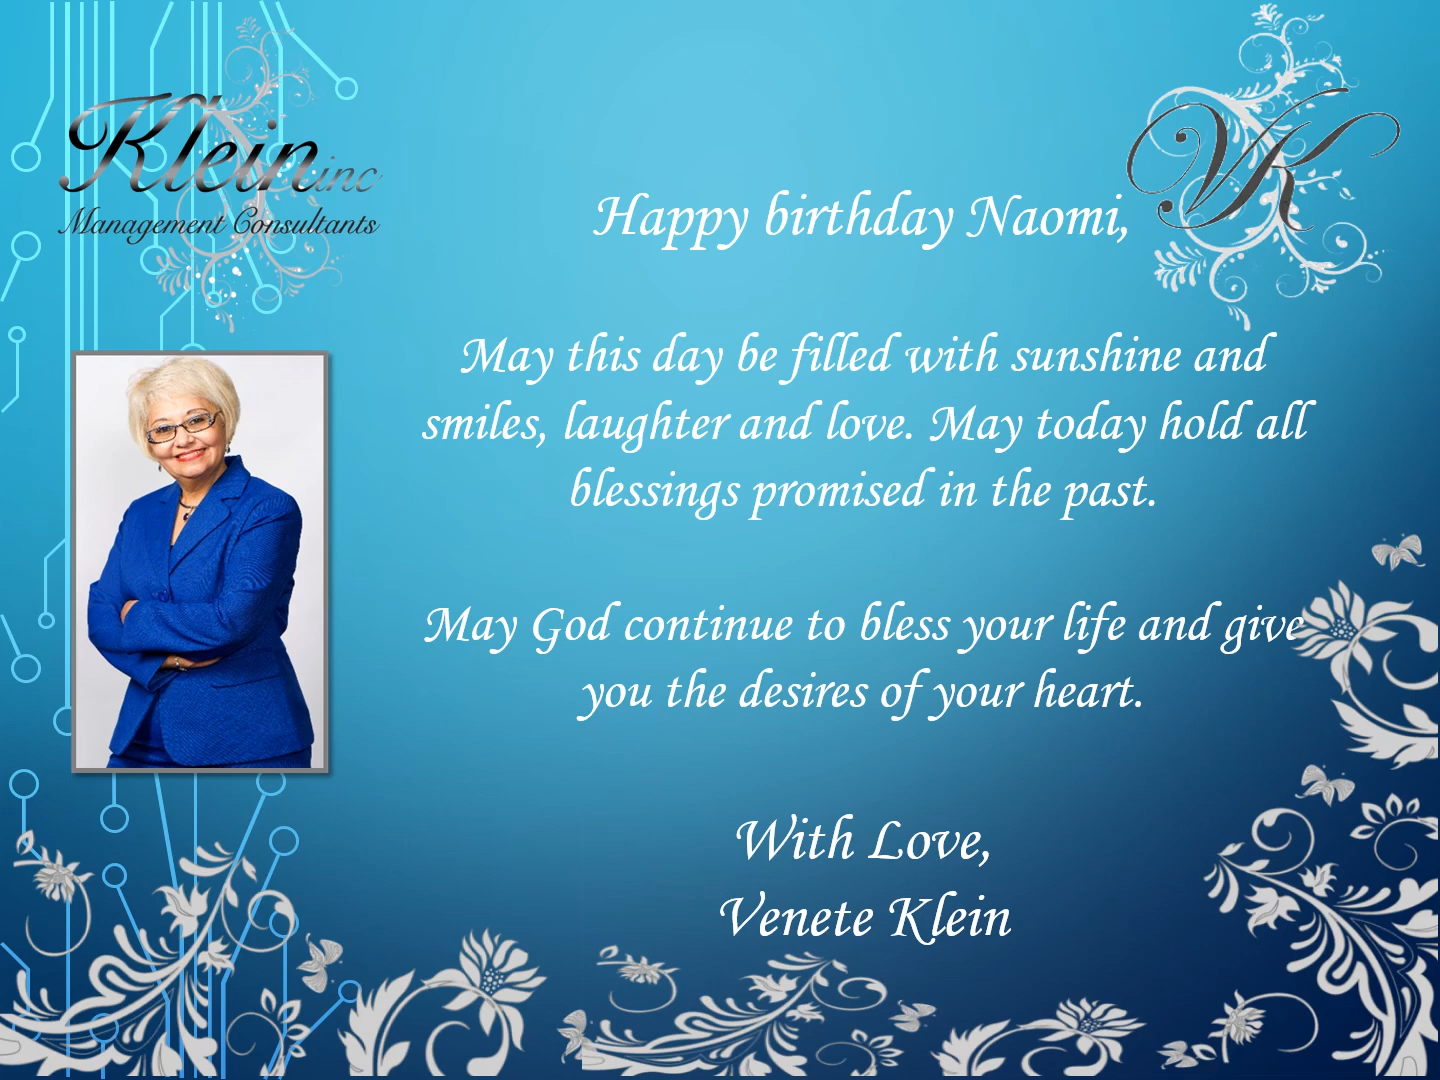 Klein inc
Management Consultants
VK
Happy birthday Naomi,
May this day be filled with sunshine and
smiles, laughter and love. May today hold all
blessings promised in the past.
May God continue to bless your life and give
you the desires of your heart.
With Love,
Venete Klein